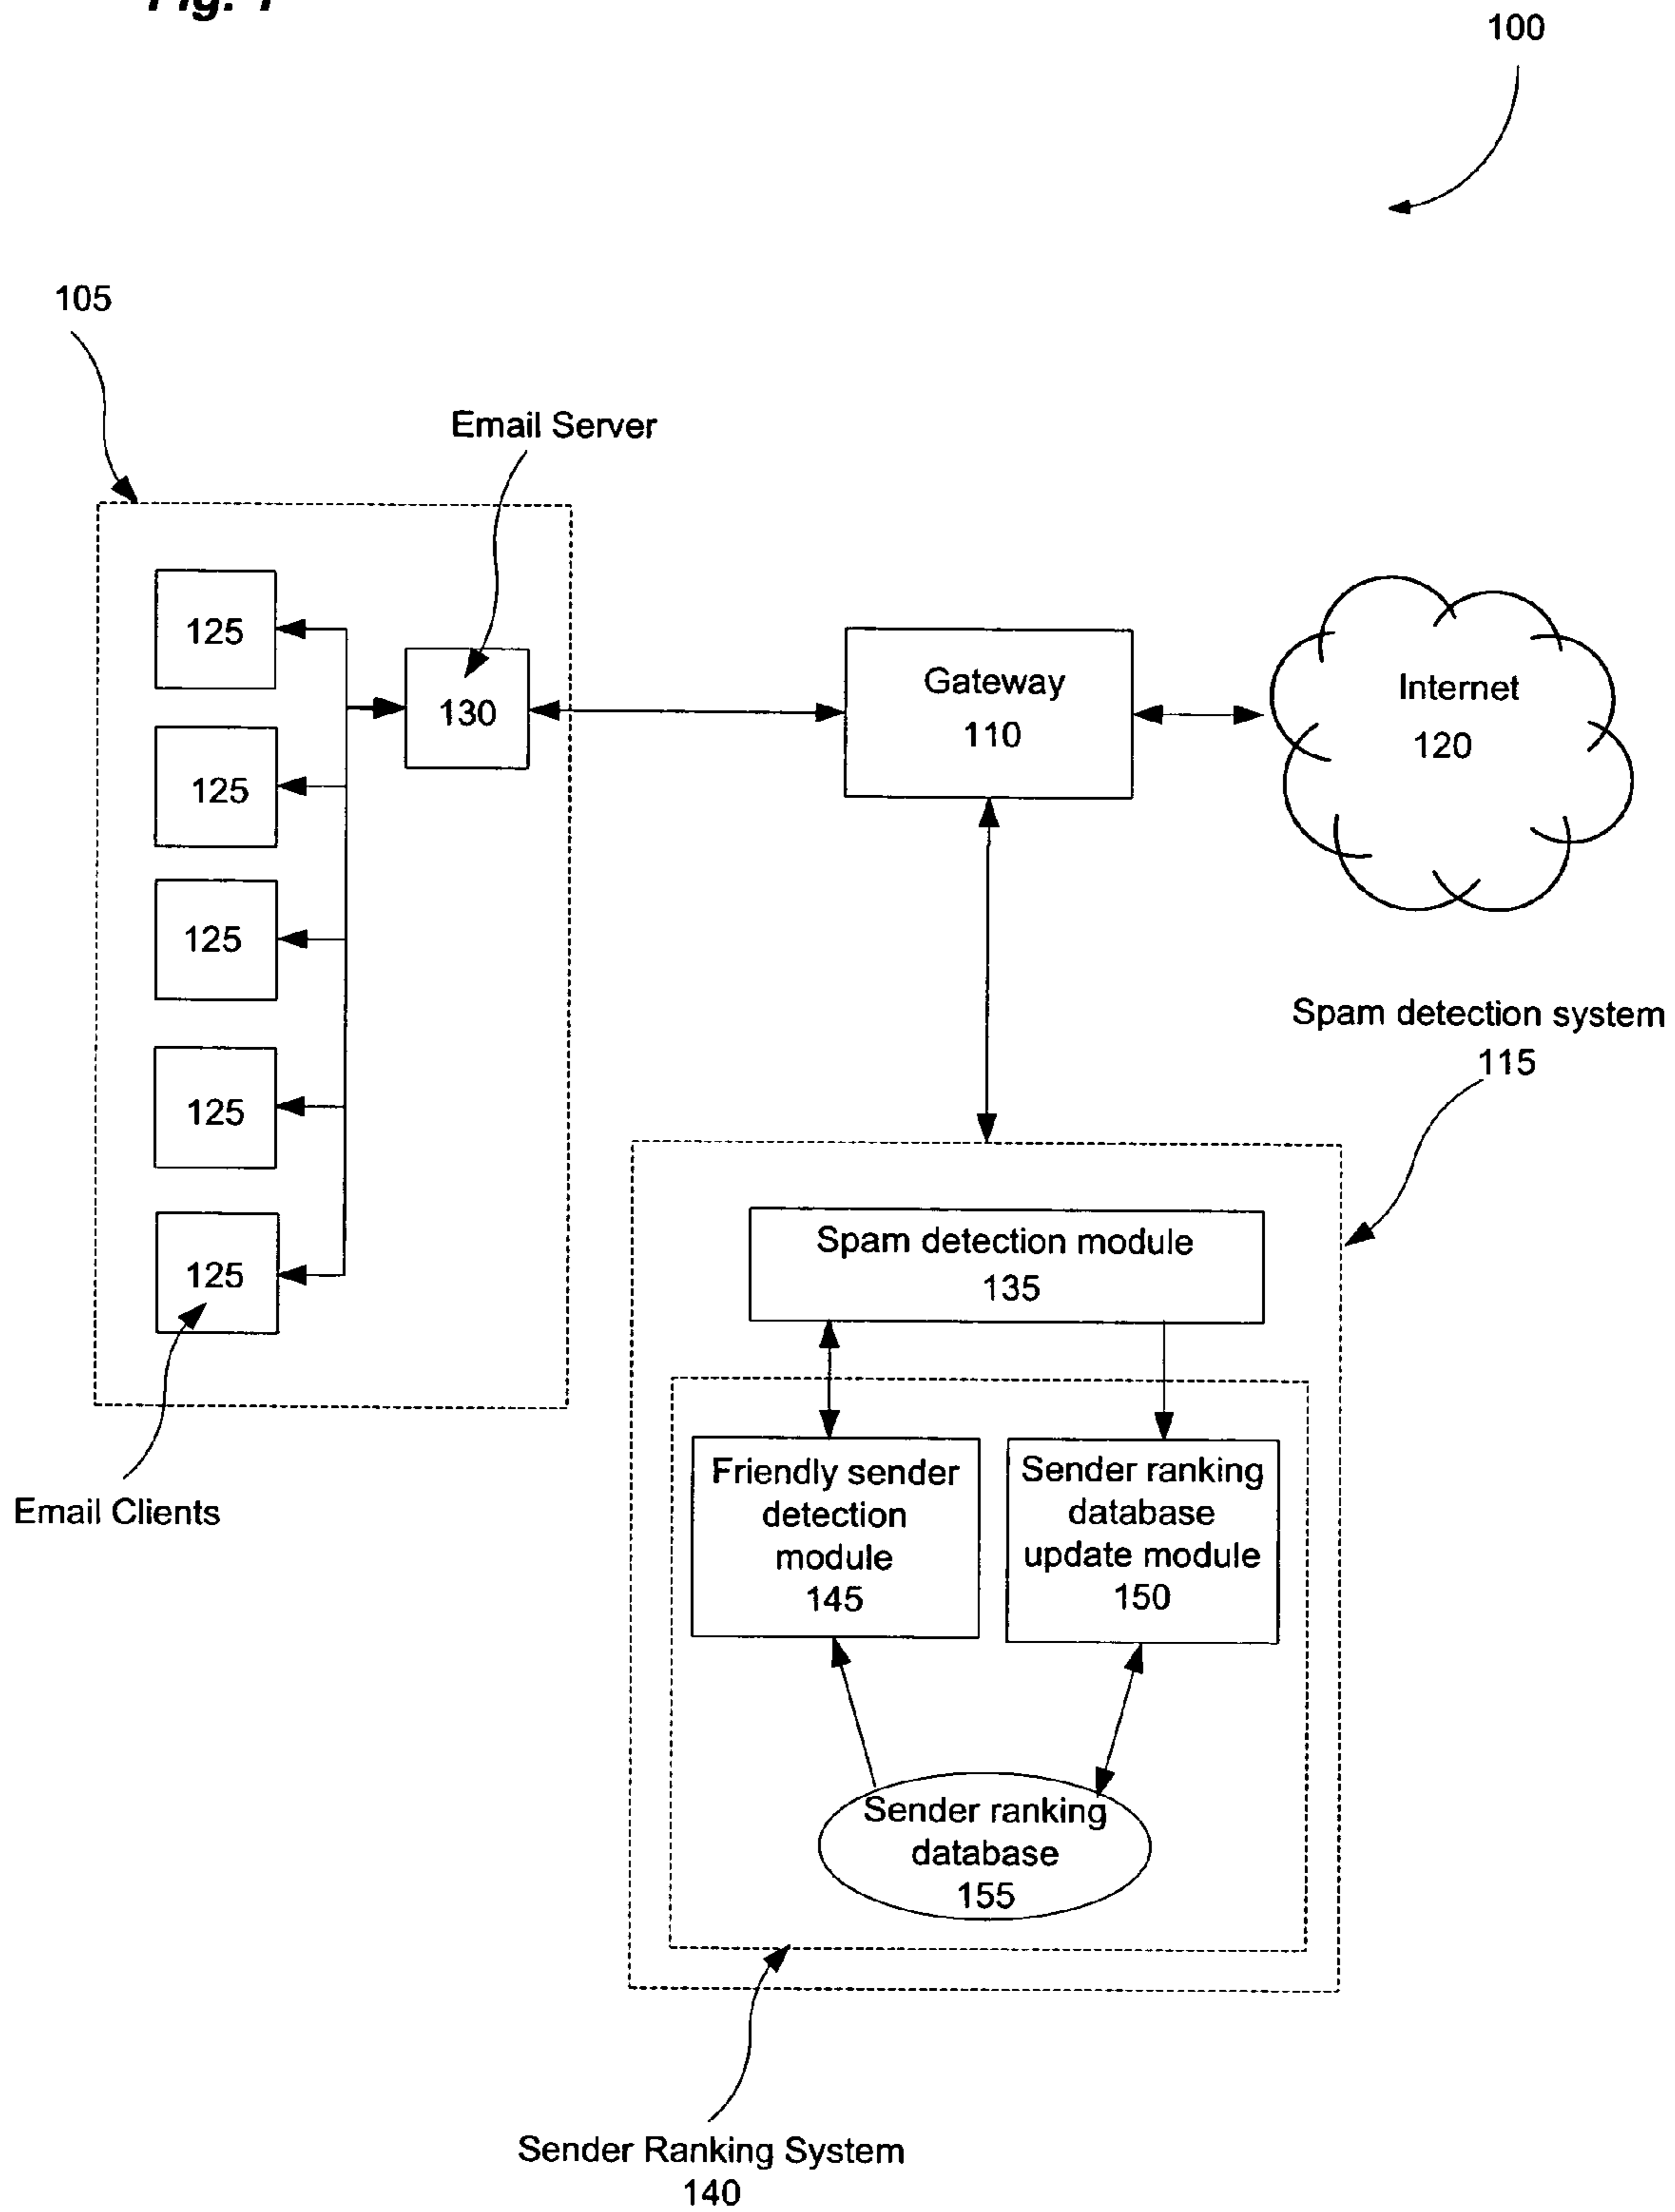 Fig. 1
100
105
Email Server
125
130
Gateway
110
Internet
120
125
125
125
125
Email Clients
Spam detection system
115
Spam detection module
135
Friendly sender
detection
module
145
Sender ranking
database
update module
150
Sender ranking
database
155
Sender Ranking System
140